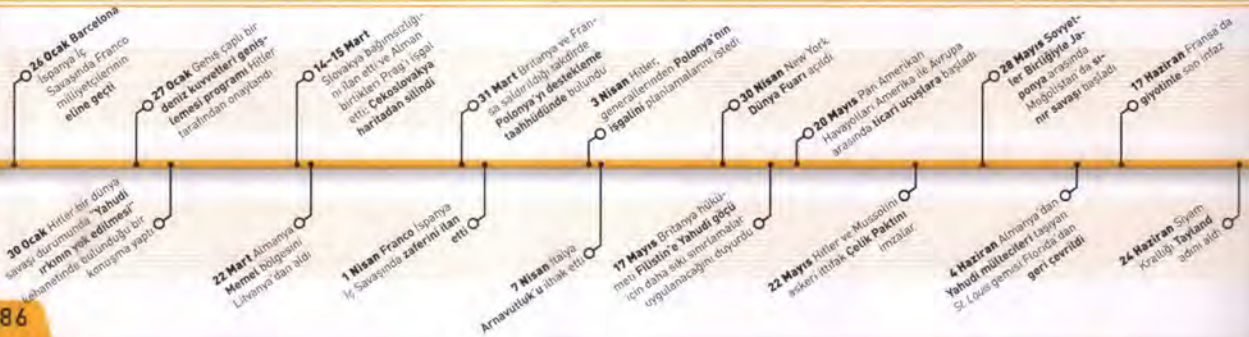 26 Ocak Barcelona
İspanya İç
Savaşında Franco
milliyetçilerinin
eline geçti
27 Ocak Geniş çaplı bir
deniz kuvvetleri geniş-
lemesi programı Hitler
tarafından onaylandı
14–15 Mart
Slovakya bağımsızlığı-
nı ilan etti ve Alman
birlikleri Prag'ı işgal
etti; Çekoslovakya
haritadan silindi
31 Mart Britanya ve Fran-
sa saldırıldığı takdirde
Polonya'yı destekleme
taahhüdünde bulundu
3 Nisan Hitler,
generallerinden Polonya'nın
işgalini planlamalarını istedi
30 Nisan New York
Dünya Fuarı açıldı
20 Mayıs Pan Amerikan
Havayolları Amerika ile Avrupa
arasında ticari uçuşlara başladı
28 Mayıs Sovyet-
ler Birliğiyle Ja-
ponya arasında
Moğolistan'da sı-
nır savaşı başladı
17 Haziran Fransa'da
giyotinle son infaz
30 Ocak Hitler bir dünya
savaşı durumunda "Yahudi
ırkının yok edilmesi"
kehanetinde bulunduğu bir
konuşma yaptı
22 Mart Almanya
Memel bölgesini
Litvanya'dan aldı
1 Nisan Franco İspanya
İç Savaşında zaferini ilan
etti
7 Nisan İtalya
Arnavutluk'u ilhak etti
17 Mayıs Britanya hükü-
meti Filistin'e Yahudi göçü
için daha sıkı sınırlamalar
uygulanacağını duyurdu
22 Mayıs Hitler ve Mussolini
askeri ittifak Çelik Paktını
imzalar
4 Haziran Almanya'dan
Yahudi mültecileri taşıyan
St. Louis gemisi Florida'dan
geri çevrildi
24 Haziran Siyam
Krallığı Tayland
adını aldı
86